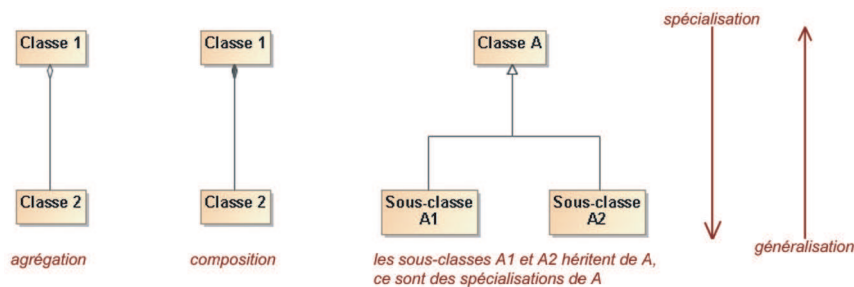 spécialisation
Classe 1
Classe 1
Classe A
Classe 2
Classe 2
Sous-classe
A1
Sous-classe
A2
généralisation
agrégation
composition
les sous-classes A1 et A2 héritent de A,
ce sont des spécialisations de A